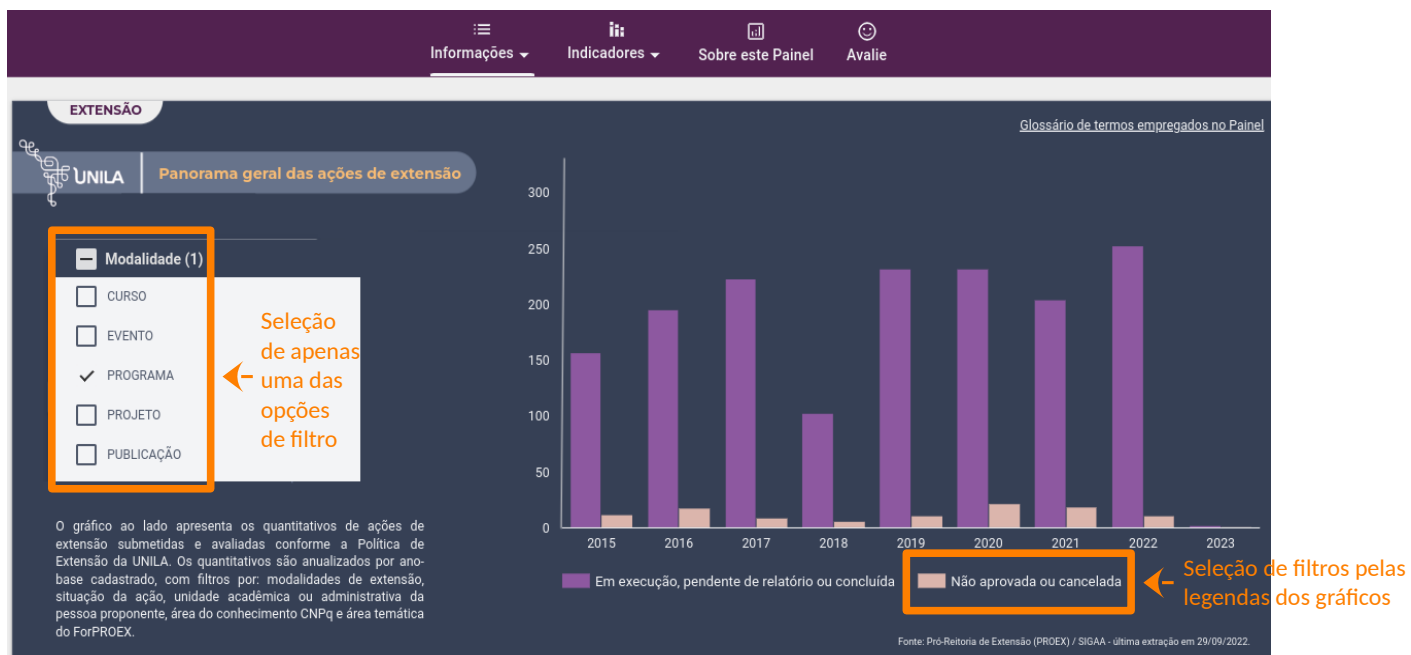 Informações
Indicadores
Sobre este Painel
Avalie
EXTENSÃO
Glossário de termos empregados no Painel
UNILA
Panorama geral das ações de extensão
Modalidade (1)
CURSO
EVENTO
PROGRAMA
PROJETO
PUBLICAÇÃO
Seleção
de apenas
uma das
opções
de filtro
O gráfico ao lado apresenta os quantitativos de ações de
extensão submetidas e avaliadas conforme a Política de
Extensão da UNILA. Os quantitativos são anualizados por ano-
base cadastrado, com filtros por: modalidades de extensão,
situação da ação, unidade acadêmica ou administrativa da
pessoa proponente, área do conhecimento CNPq e área temática
do ForPROEX.
300
250
200
150
100
50
0
2015 2016 2017 2018 2019 2020 2021 2022 2023
Em execução, pendente de relatório ou concluída
Não aprovada ou cancelada
Seleção de filtros pelas
legendas dos gráficos
Fonte: Pró-Reitoria de Extensão (PROEX) / SIGAA - última extração em 29/09/2022.